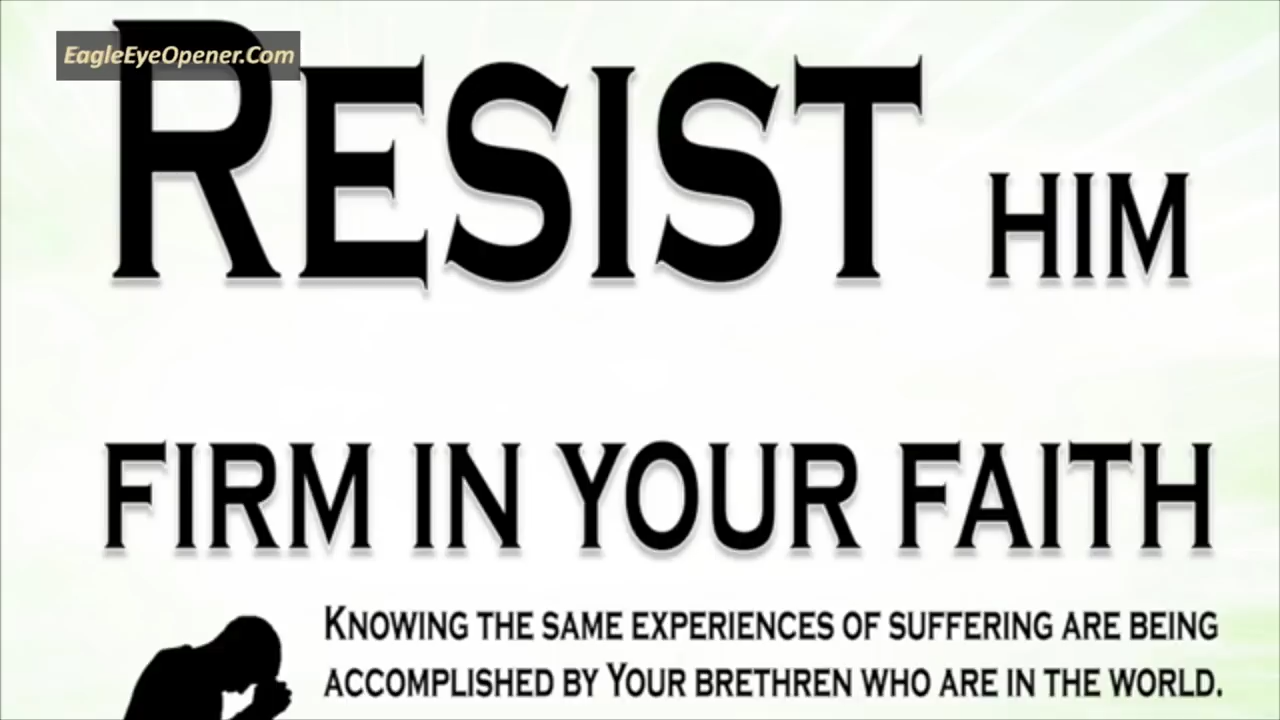 EagleEyeOpener.Com
RESIST HIM
FIRM IN YOUR FAITH
KNOWING THE SAME EXPERIENCES OF SUFFERING ARE BEING
ACCOMPLISHED BY YOUR BRETHREN WHO ARE IN THE WORLD.